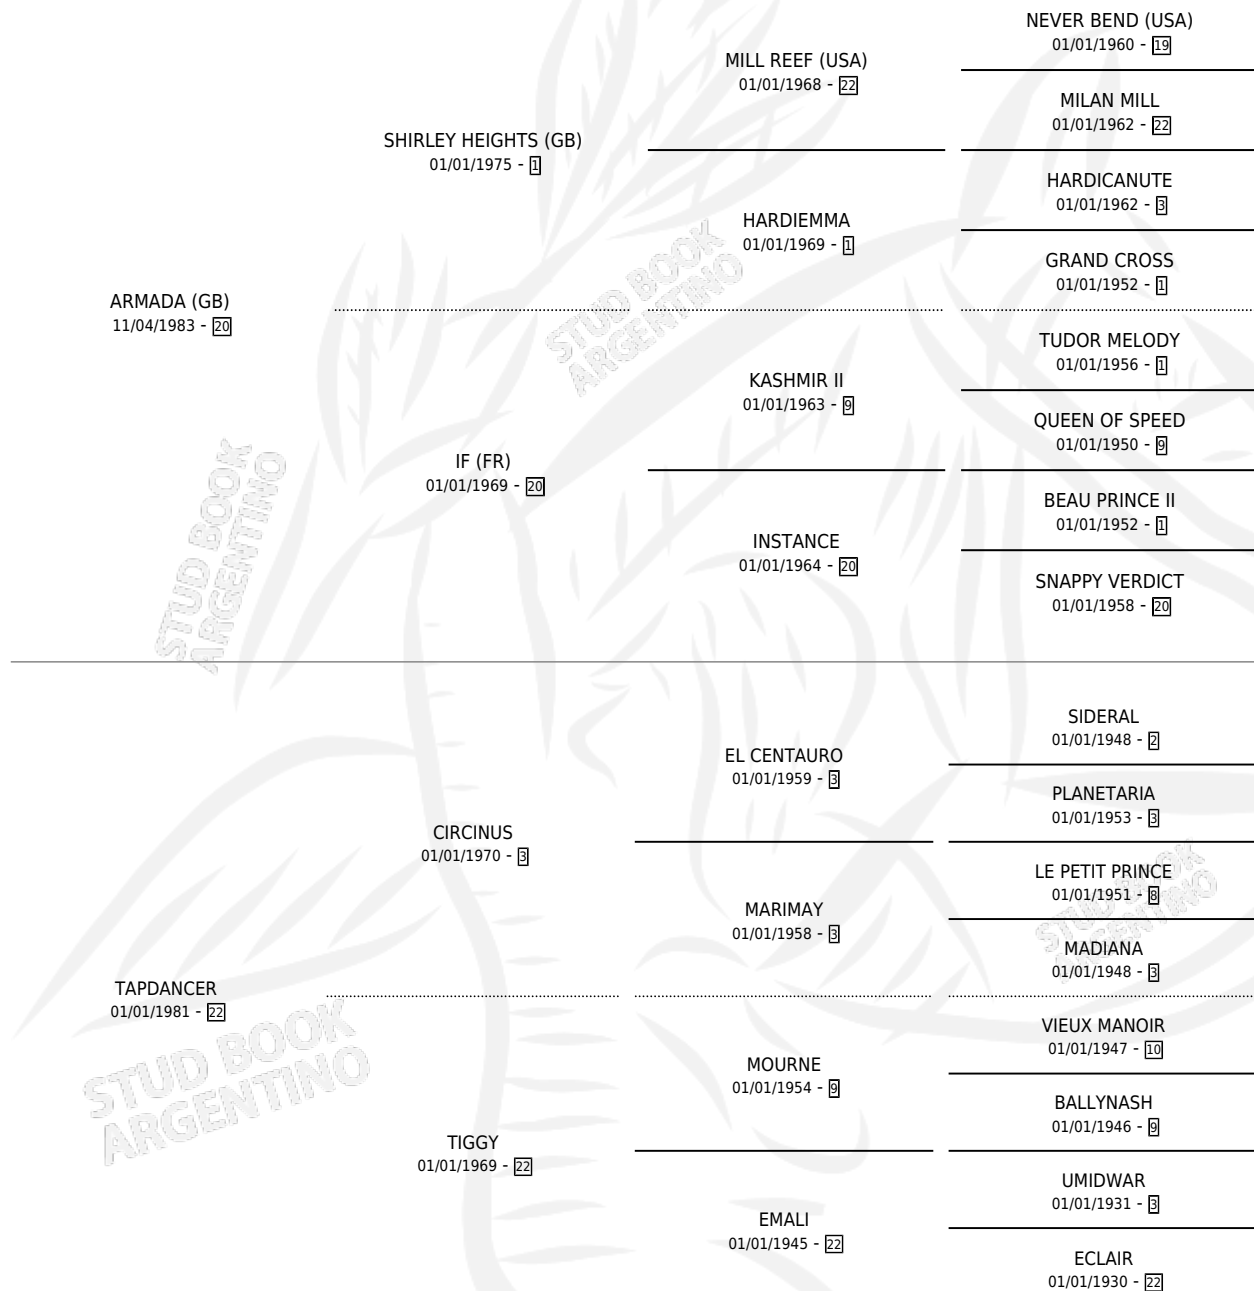 NEVER BEND (USA)
01/01/1960 - 19
MILL REEF (USA)
01/01/1968 - 22
MILAN MILL
01/01/1962 - 22
SHIRLEY HEIGHTS (GB)
01/01/1975 - 1
HARDICANUTE
01/01/1962 - 3
HARDIEMMA
01/01/1969 - 1
GRAND CROSS
01/01/1952 - 1
ARMADA (GB)
11/04/1983 - 20
TUDOR MELODY
01/01/1956 - 1
KASHMIR II
01/01/1963 - 9
QUEEN OF SPEED
01/01/1950 - 9
IF (FR)
01/01/1969 - 20
BEAU PRINCE II
01/01/1952 - 1
INSTANCE
01/01/1964 - 20
SNAPPY VERDICT
01/01/1958 - 20
SIDERAL
01/01/1948 - 2
EL CENTAURO
01/01/1959 - 3
PLANETARIA
01/01/1953 - 3
CIRCINUS
01/01/1970 - 3
LE PETIT PRINCE
01/01/1951 - 8
MARIMAY
01/01/1958 - 3
MADIANA
01/01/1948 - 3
TAPDANCER
01/01/1981 - 22
VIEUX MANOIR
01/01/1947 - 10
MOURNE
01/01/1954 - 9
BALLYNASH
01/01/1946 - 9
TIGGY
01/01/1969 - 22
UMIDWAR
01/01/1931 - 3
EMALI
01/01/1945 - 22
ECLAIR
01/01/1930 - 22
STUD BOOK
ARGENTINO
STUD BOOK
ARGENTINO
STUD BOOK
ARGENTINO
STUD BOOK
ARGENTINO